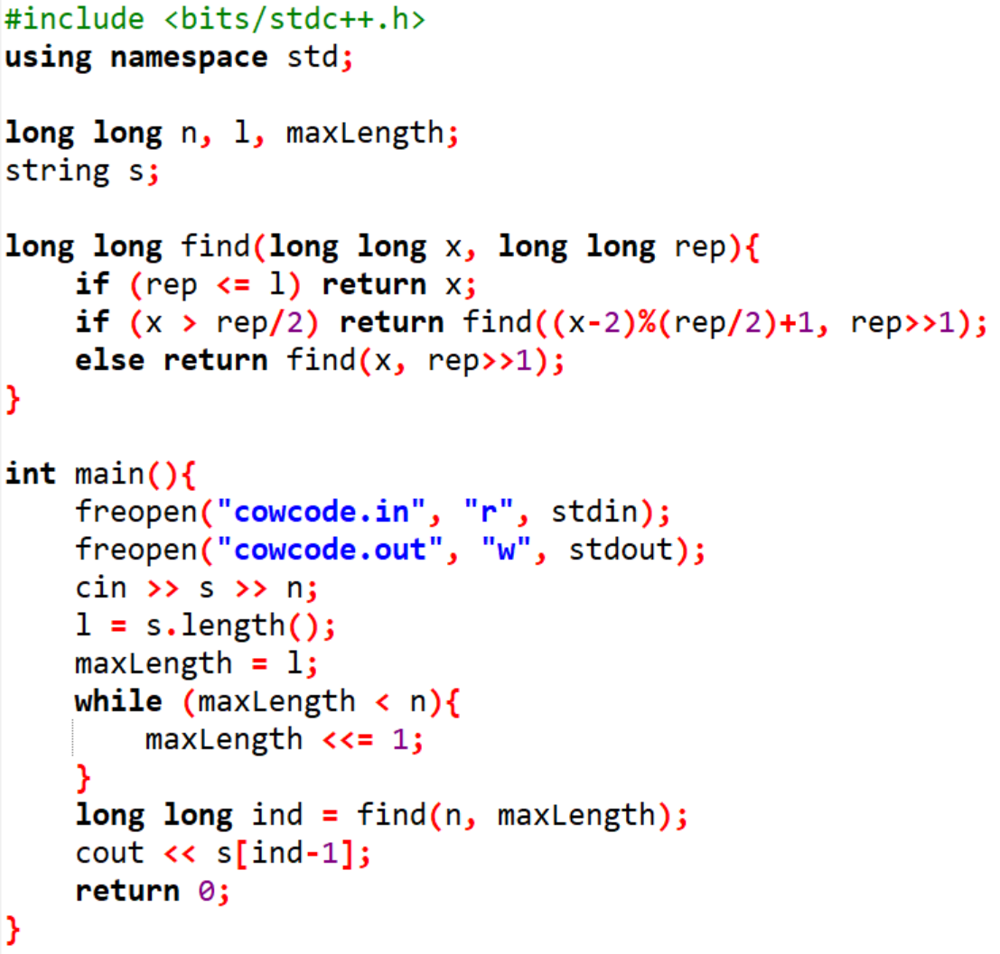 #include <bits/stdc++.h>
using namespace std;

long long n, l, maxLength;
string s;

long long find(long long x, long long rep){
    if (rep <= l) return x;
    if (x > rep/2) return find((x-2)%(rep/2)+1, rep>>1);
    else return find(x, rep>>1);
}

int main(){
    freopen("cowcode.in", "r", stdin);
    freopen("cowcode.out", "w", stdout);
    cin >> s >> n;
    l = s.length();
    maxLength = l;
    while (maxLength < n){
        maxLength <<= 1;
    }
    long long ind = find(n, maxLength);
    cout << s[ind-1];
    return 0;
}